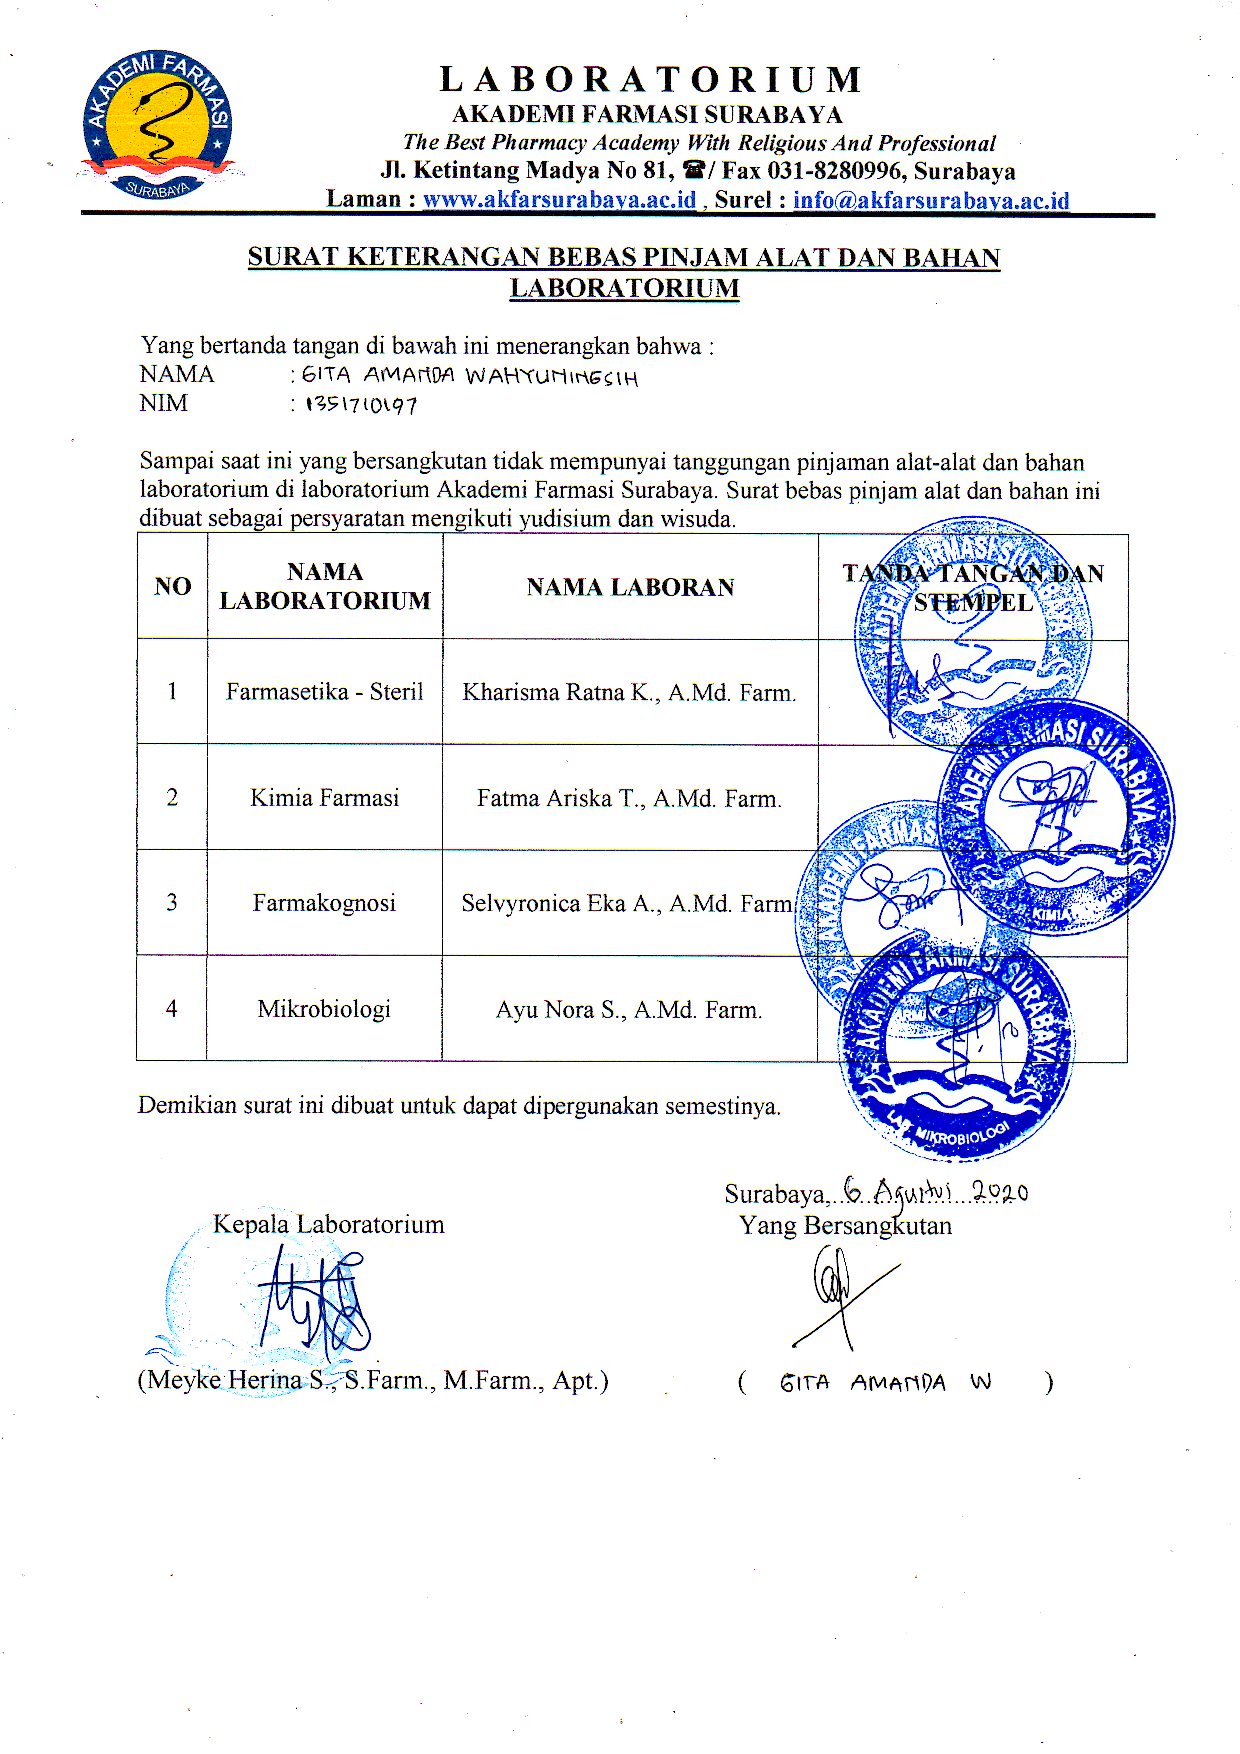 AKADEMI FARMASI
SURABAYA
L A B O R A T O R I U M
AKADEMI FARMASI SURABAYA
The Best Pharmacy Academy With Religious And Professional
Jl. Ketintang Madya No 81, ☎/ Fax 031-8280996, Surabaya
Laman : www.akfarsurabaya.ac.id , Surel : info@akfarsurabaya.ac.id
SURAT KETERANGAN BEBAS PINJAM ALAT DAN BAHAN
LABORATORIUM
Yang bertanda tangan di bawah ini menerangkan bahwa :
NAMA : GITA AMANDA WAHYUNINGSIH
NIM : 1351710197
Sampai saat ini yang bersangkutan tidak mempunyai tanggungan pinjaman alat-alat dan bahan
laboratorium di laboratorium Akademi Farmasi Surabaya. Surat bebas pinjam alat dan bahan ini
dibuat sebagai persyaratan mengikuti yudisium dan wisuda.
NO NAMA LABORATORIUM NAMA LABORAN TANDA TANGAN DAN STEMPEL
1 Farmasetika - Steril Kharisma Ratna K., A.Md. Farm.
2 Kimia Farmasi Fatma Ariska T., A.Md. Farm.
AKADEMI FARMASI SURABAYA
KIMIA
3 Farmakognosi Selvyronica Eka A., A.Md. Farm.
AKADEMI FARMASI
4 Mikrobiologi Ayu Nora S., A.Md. Farm.
AKADEMI FARMASI SURABAYA
LAB. MIKROBIOLOGI
Demikian surat ini dibuat untuk dapat dipergunakan semestinya.
Surabaya,..6 Agustus 2020
Kepala Laboratorium Yang Bersangkutan
(Meyke Herina S., S.Farm., M.Farm., Apt.) ( GITA AMANDA W )